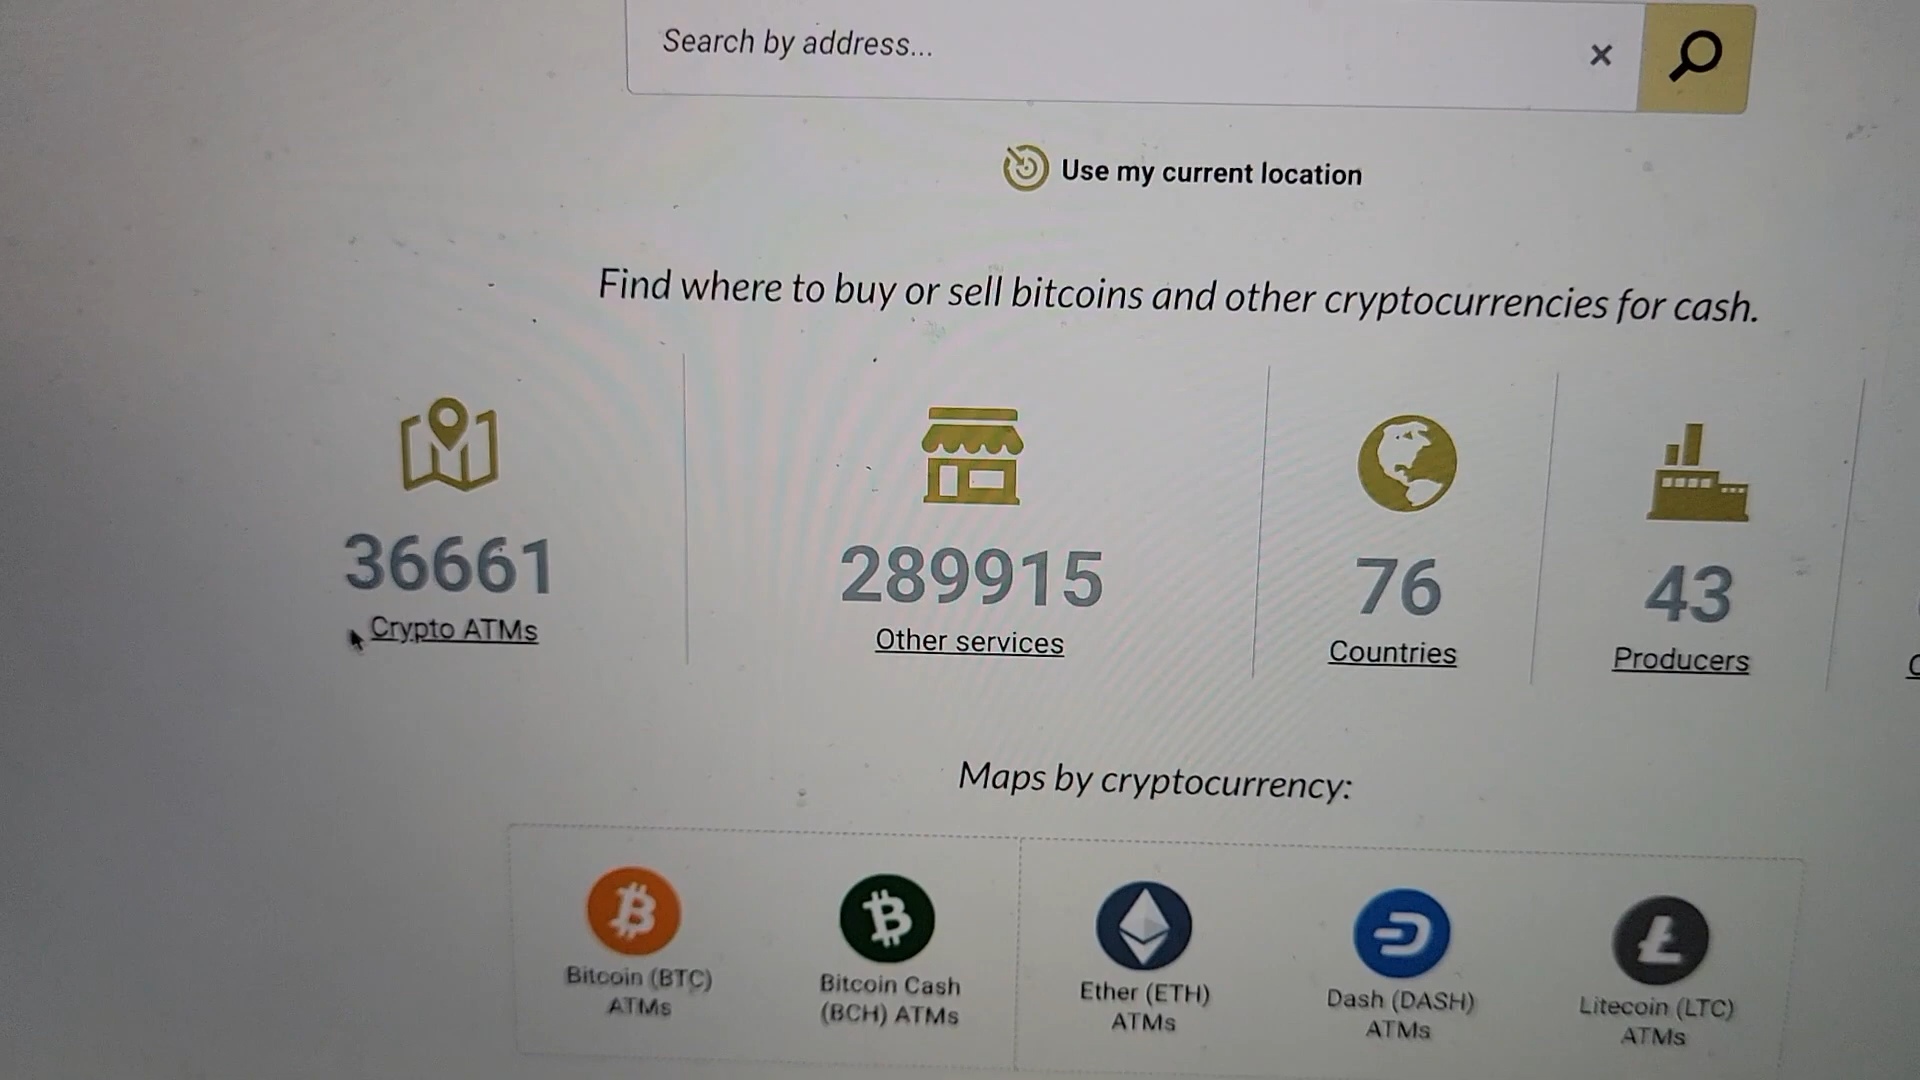 Search by address...
Use my current location
Find where to buy or sell bitcoins and other cryptocurrencies for cash.
36661
Crypto ATMs
289915
Other services
76
Countries
43
Producers
Maps by cryptocurrency:
Bitcoin (BTC)
ATMs
Bitcoin Cash
(BCH) ATMs
Ether (ETH)
ATMs
Dash (DASH)
ATMs
Litecoin (LTC)
ATMs